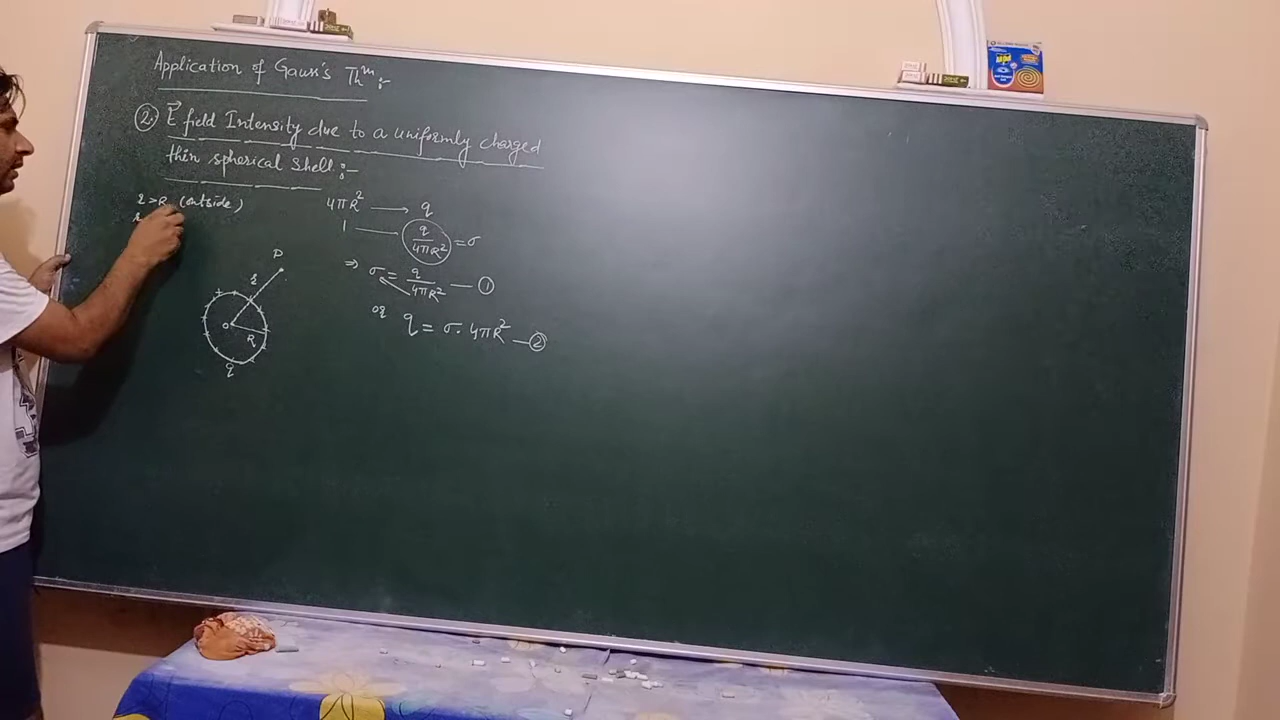 Application of Gauss's Thm:-
2. E⃗ field Intensity due to a uniformly charged
thin spherical shell:-
r>R (outside)
4πR² → q
1 — q/4πR² = σ
⇒ σ = q/4πR² — 1
or q = σ. 4πR² — 2
P
r
O
R
q